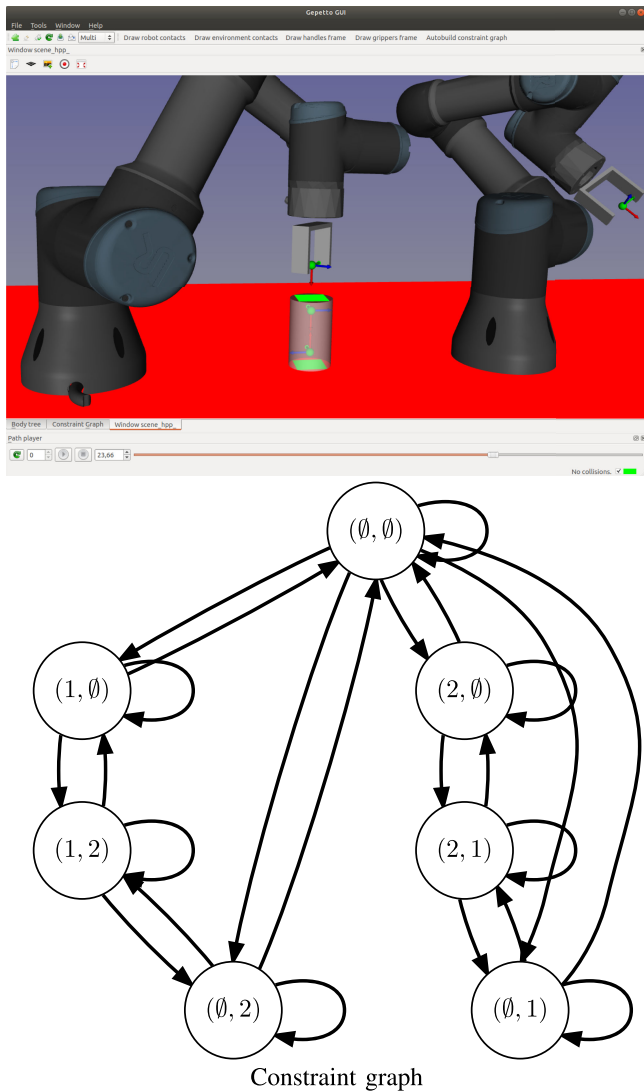 Gepetto GUI
File Tools Window Help
Multi Draw robot contacts Draw environment contacts Draw handles frame Draw grippers frame Autobuild constraint graph
Window scene_hpp_
Body tree Constraint Graph Window scene_hpp_
Path player
0 23,66
No collisions.
(∅, ∅)
(1, ∅) (2, ∅)
(1, 2) (2, 1)
(∅, 2) (∅, 1)
Constraint graph